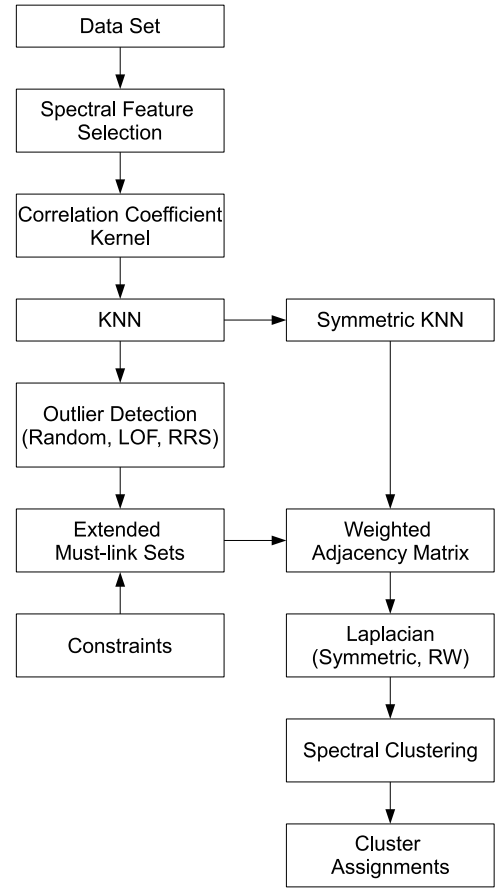 Data Set
Spectral Feature
Selection
Correlation Coefficient
Kernel
KNN
Symmetric KNN
Outlier Detection
(Random, LOF, RRS)
Extended
Must-link Sets
Weighted
Adjacency Matrix
Constraints
Laplacian
(Symmetric, RW)
Spectral Clustering
Cluster
Assignments